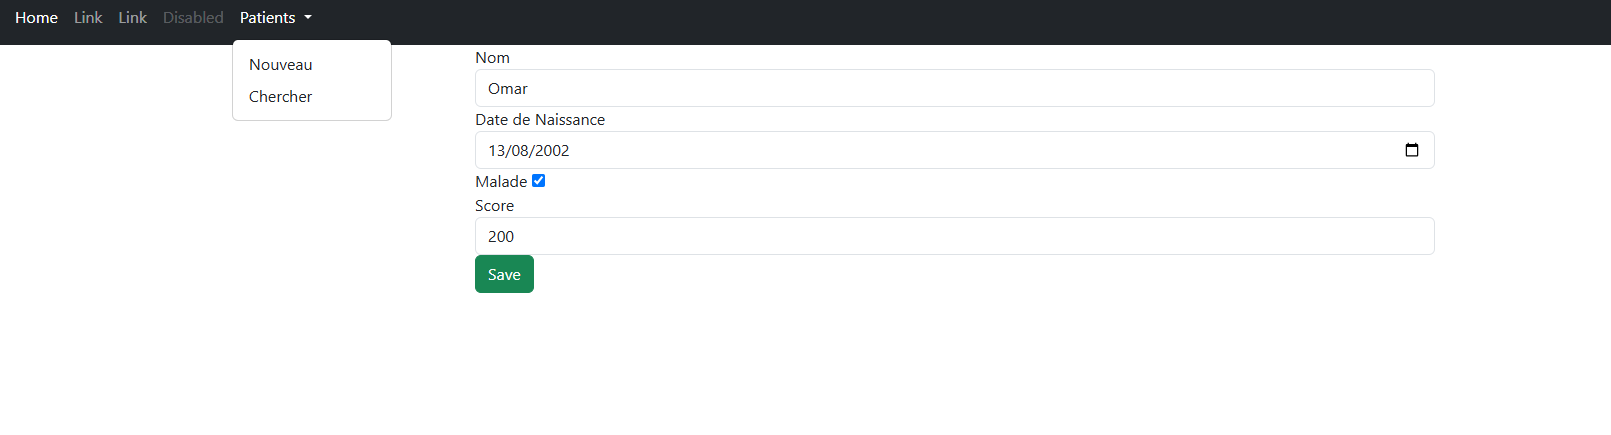 Home Link Link Disabled Patients
Nouveau
Chercher
Nom
Omar
Date de Naissance
13/08/2002
Malade
Score
200
Save